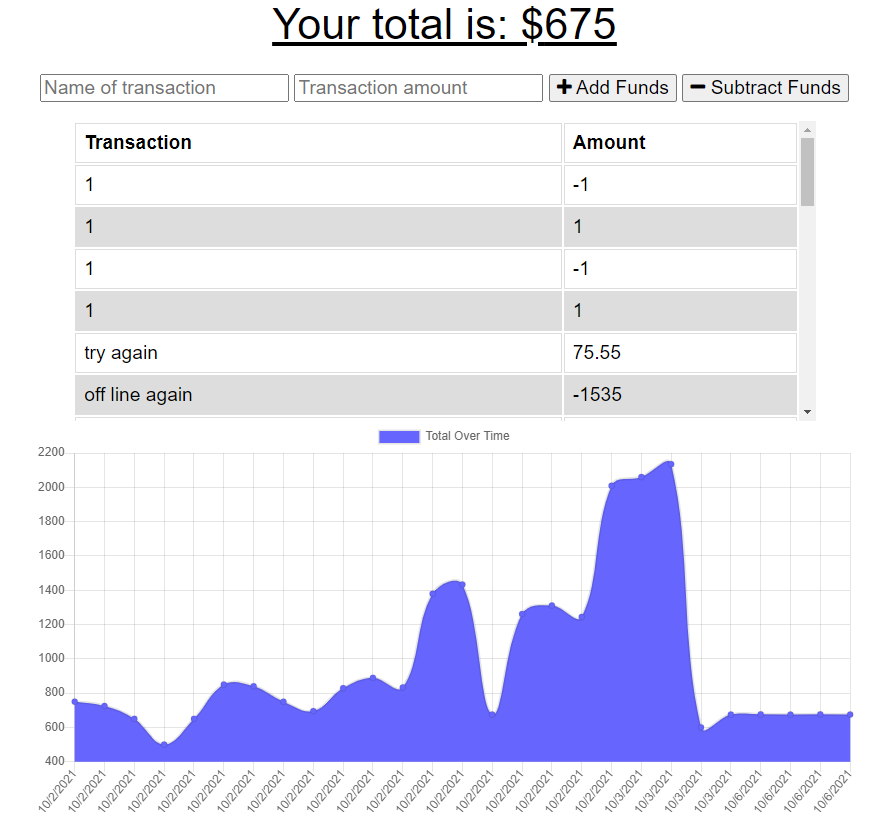 Your total is: $675
Name of transaction Transaction amount Add Funds Subtract Funds
Transaction Amount
1 -1
1 1
1 -1
1 1
try again 75.55
off line again -1535
Total Over Time
2200
2000
1800
1600
1400
1200
1000
800
600
400
10/2/2021 10/2/2021 10/2/2021 10/2/2021 10/2/2021 10/2/2021 10/2/2021 10/2/2021 10/2/2021 10/2/2021 10/2/2021 10/2/2021 10/2/2021 10/2/2021 10/2/2021 10/2/2021 10/2/2021 10/2/2021 10/2/2021 10/3/2021 10/3/2021 10/3/2021 10/3/2021 10/6/2021 10/6/2021 10/6/2021 10/6/2021